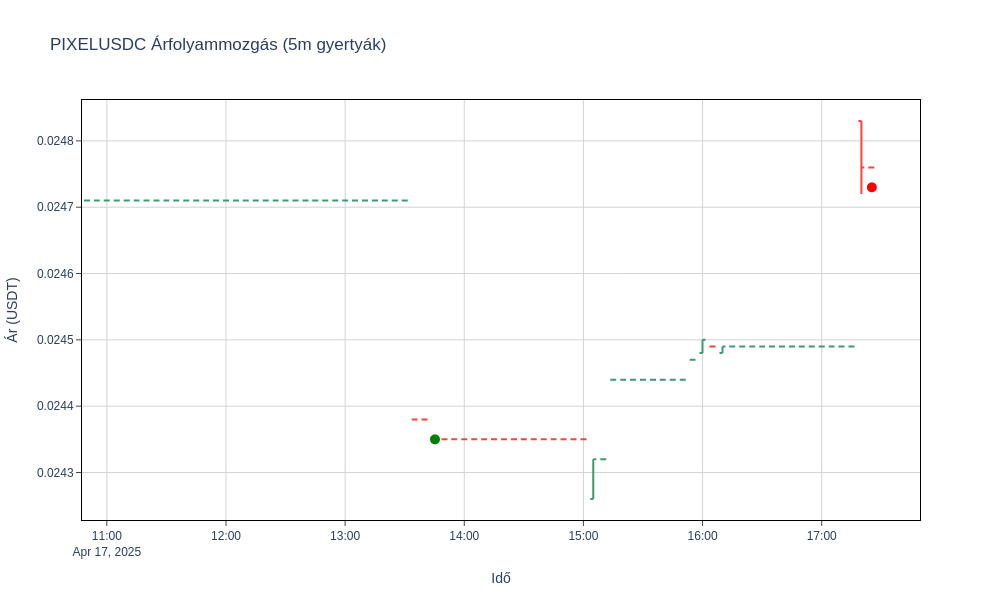 PIXELUSDC Árfolyammozgás (5m gyertyák)
0.0248
0.0247
0.0246
0.0245
0.0244
0.0243
Ár (USDT)
11:00 12:00 13:00 14:00 15:00 16:00 17:00
Apr 17, 2025
Idő